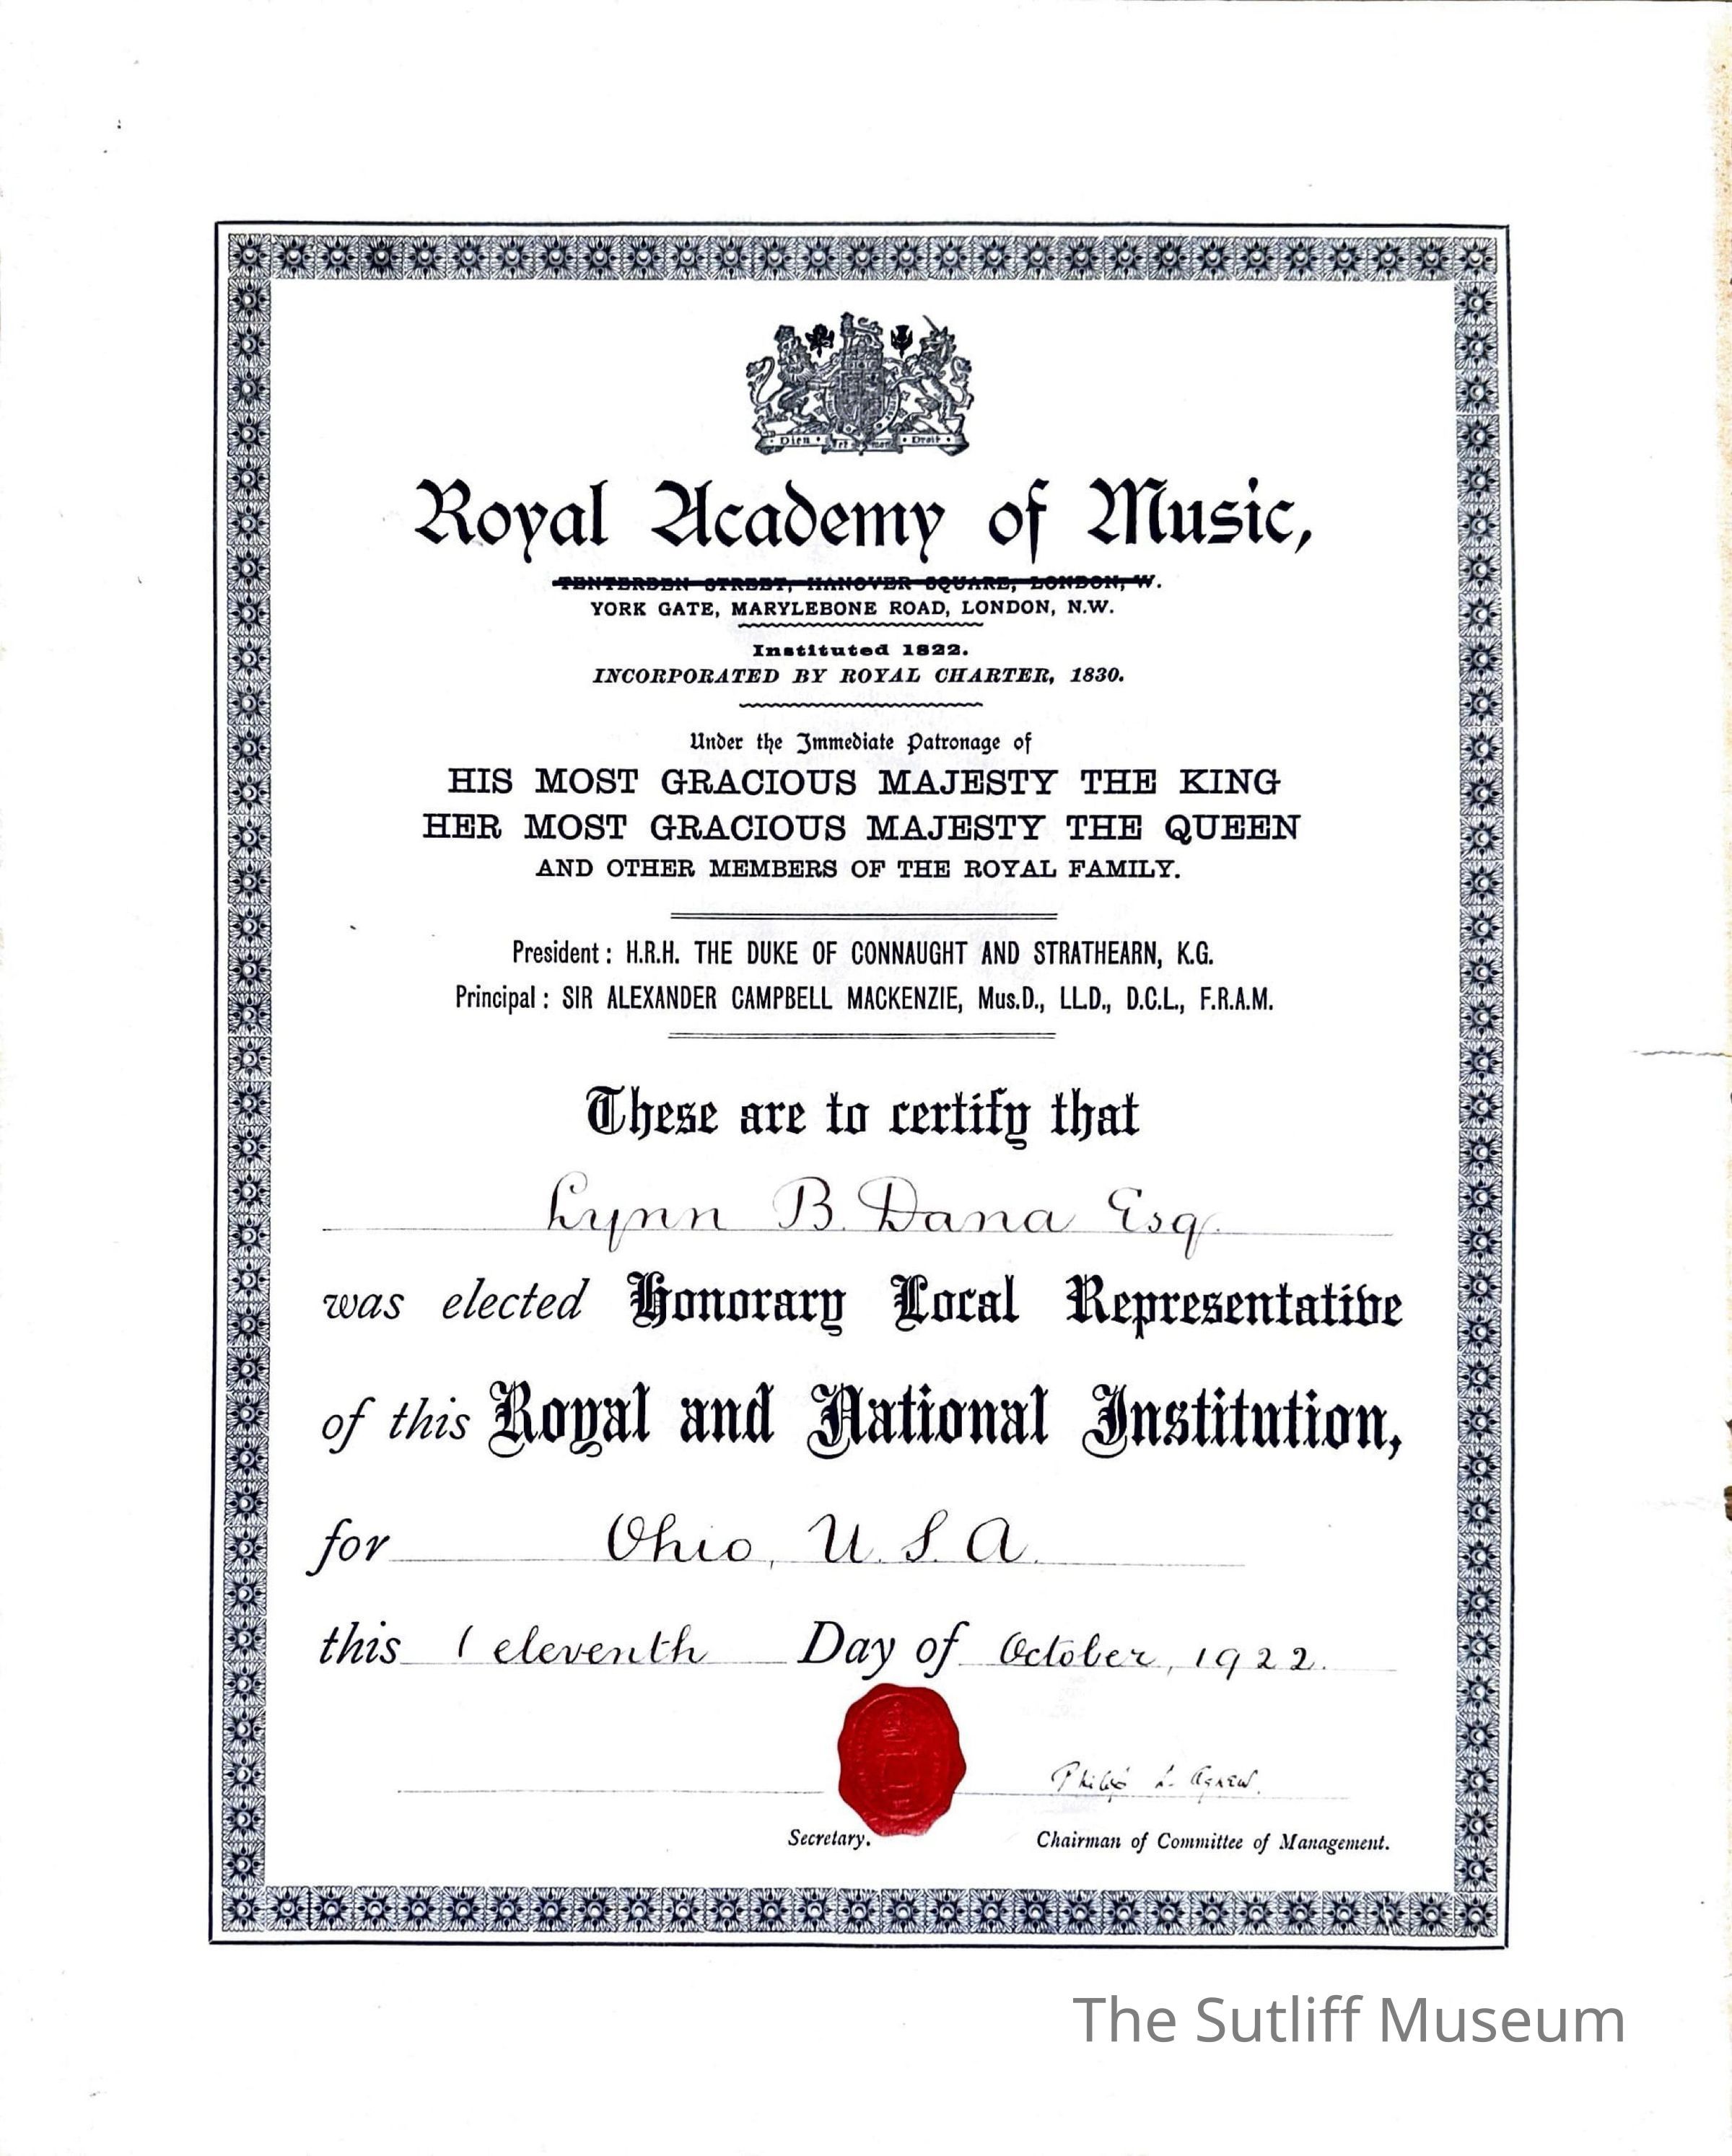 Dieu et mon Droit
Royal Academy of Music,
TENTERDEN STREET, HANOVER SQUARE, LONDON, W.
YORK GATE, MARYLEBONE ROAD, LONDON, N.W.
Instituted 1822.
INCORPORATED BY ROYAL CHARTER, 1830.
Under the Immediate Patronage of
HIS MOST GRACIOUS MAJESTY THE KING
HER MOST GRACIOUS MAJESTY THE QUEEN
AND OTHER MEMBERS OF THE ROYAL FAMILY.
President: H.R.H. THE DUKE OF CONNAUGHT AND STRATHEARN, K.G.
Principal: SIR ALEXANDER CAMPBELL MACKENZIE, Mus.D., LL.D., D.C.L., F.R.A.M.
These are to certify that
Lynn B. Dana Esq.
was elected Honorary Local Representative
of this Royal and National Institution,
for Ohio, U.S.A.
this eleventh Day of October, 1922.
Philip L. Agnew.
Secretary. Chairman of Committee of Management.
The Sutliff Museum